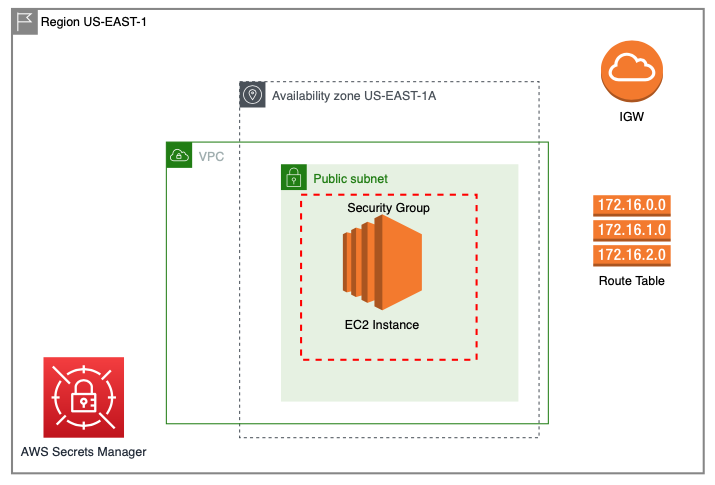 Region US-EAST-1
IGW
Availability zone US-EAST-1A
VPC
Public subnet
Security Group
EC2 Instance
172.16.0.0
172.16.1.0
172.16.2.0
Route Table
AWS Secrets Manager